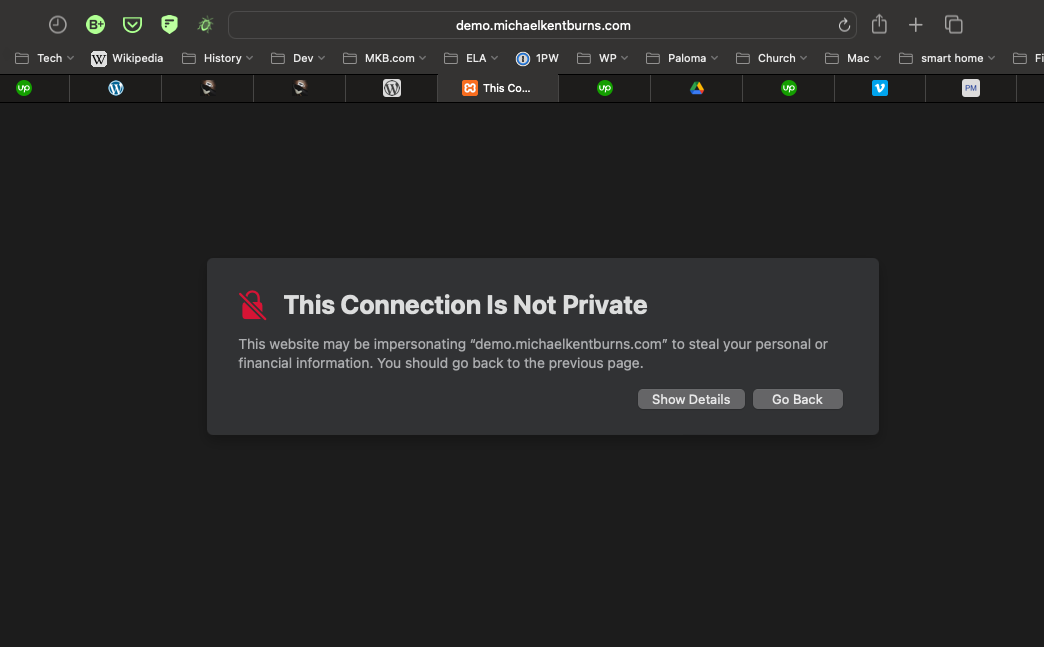 B+
demo.michaelkentburns.com
Tech
W Wikipedia
History
Dev
MKB.com
ELA
1PW
WP
Paloma
Church
Mac
smart home
Fi
up
This Co...
up
up
PM
This Connection Is Not Private
This website may be impersonating “demo.michaelkentburns.com” to steal your personal or
financial information. You should go back to the previous page.
Show Details
Go Back